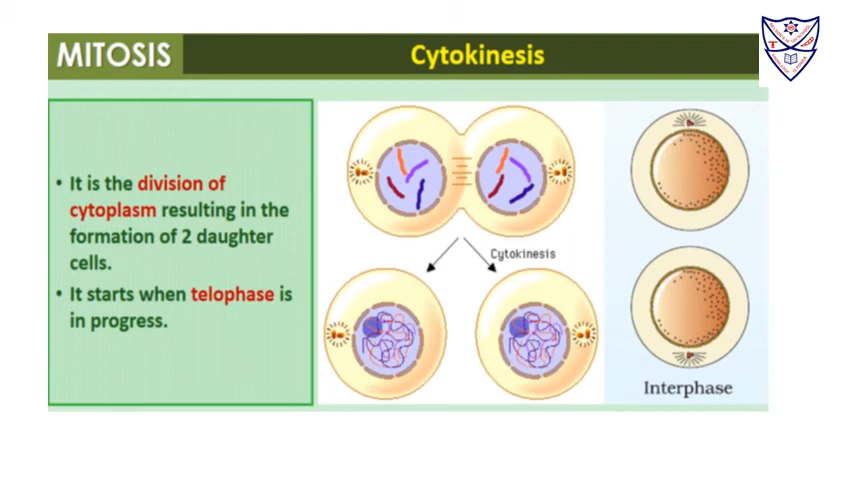 MITOSIS
Cytokinesis
• It is the division of
cytoplasm resulting in the
formation of 2 daughter
cells.
• It starts when telophase is
in progress.
Cytokinesis
Interphase